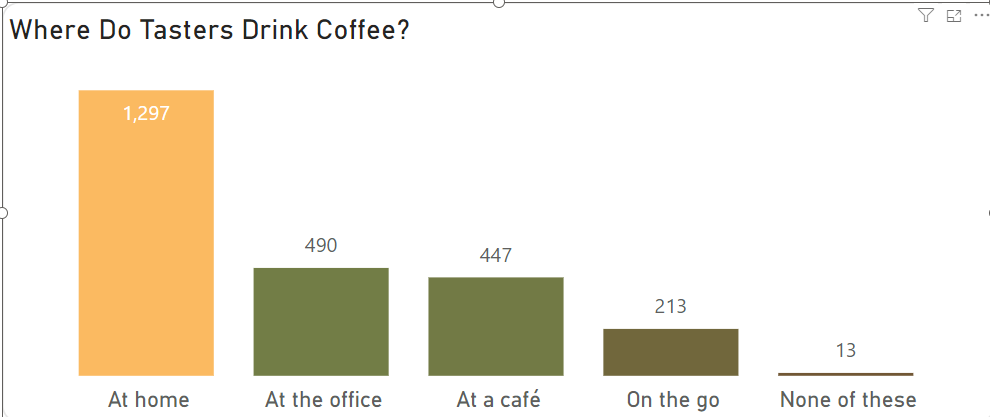 Where Do Tasters Drink Coffee?
1,297
490
447
213
13
At home
At the office
At a café
On the go
None of these